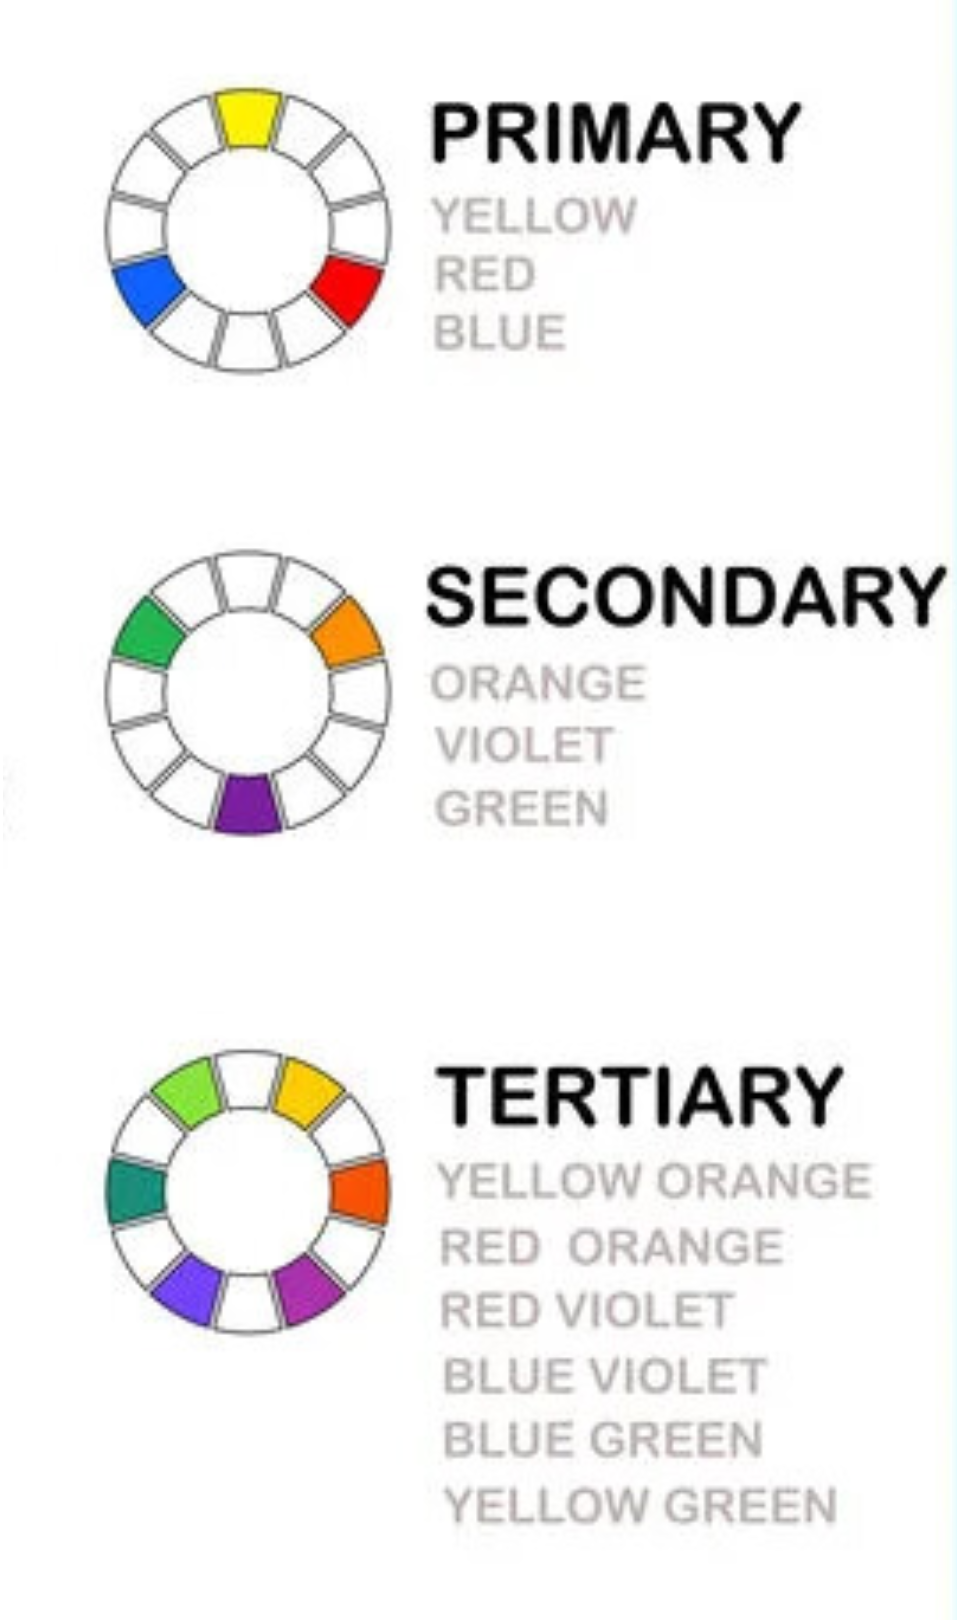 PRIMARY
YELLOW
RED
BLUE
SECONDARY
ORANGE
VIOLET
GREEN
TERTIARY
YELLOW ORANGE
RED ORANGE
RED VIOLET
BLUE VIOLET
BLUE GREEN
YELLOW GREEN